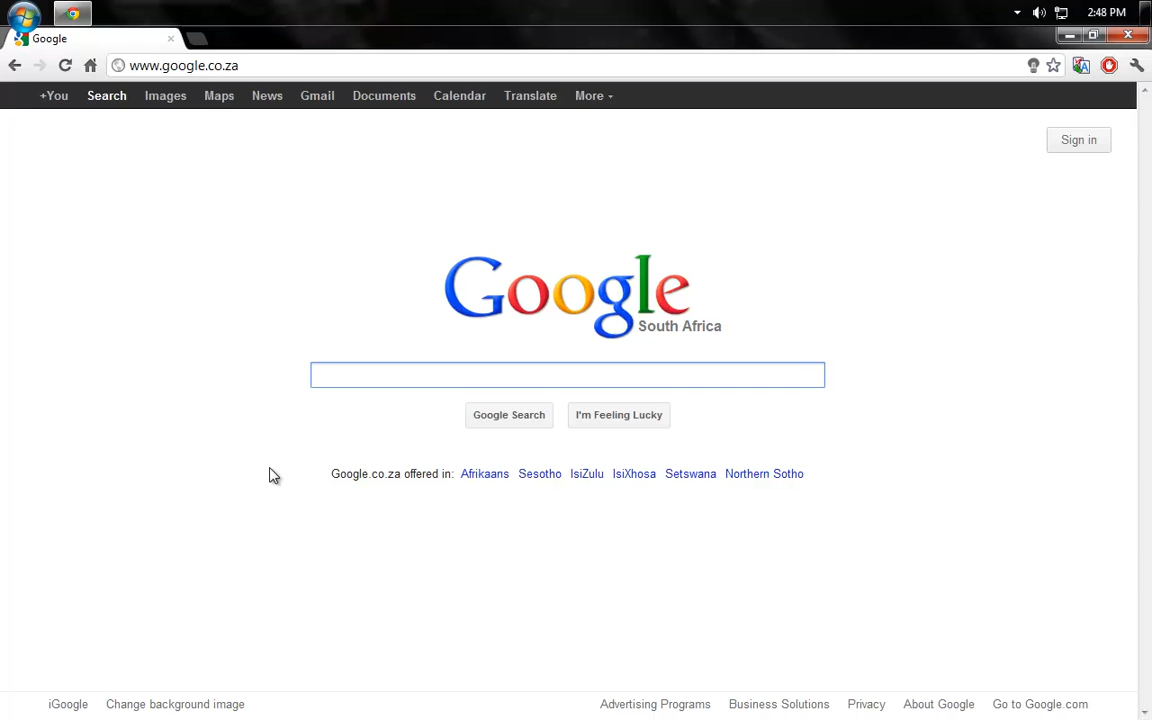 2:48 PM
Google
www.google.co.za
+You Search Images Maps News Gmail Documents Calendar Translate More
Sign in
Google
South Africa
Google Search I'm Feeling Lucky
Google.co.za offered in: Afrikaans Sesotho IsiZulu IsiXhosa Setswana Northern Sotho
iGoogle Change background image Advertising Programs Business Solutions Privacy About Google Go to Google.com